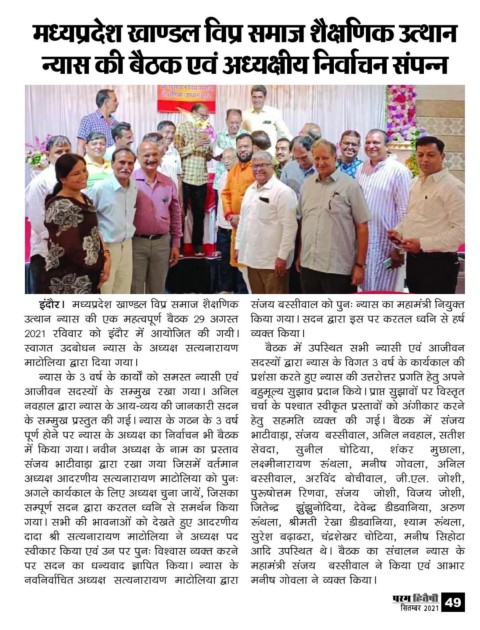 मध्यप्रदेश खाण्डल विप्र समाज शैक्षणिक उत्थान
न्यास की बैठक एवं अध्यक्षीय निर्वाचन संपन्न
इंदौर। मध्यप्रदेश खाण्डल विप्र समाज शैक्षणिक
उत्थान न्यास की एक महत्वपूर्ण बैठक 29 अगस्त
2021 रविवार को इंदौर में आयोजित की गयी।
स्वागत उदबोधन न्यास के अध्यक्ष सत्यनारायण
माटोलिया द्वारा दिया गया।
न्यास के 3 वर्ष के कार्यों को समस्त न्यासी एवं
आजीवन सदस्यों के सम्मुख रखा गया। अनिल
नवहाल द्वारा न्यास के आय-व्यय की जानकारी सदन
के सम्मुख प्रस्तुत की गई। न्यास के गठन के 3 वर्ष
पूर्ण होने पर न्यास के अध्यक्ष का निर्वाचन भी बैठक
में किया गया। नवीन अध्यक्ष के नाम का प्रस्ताव
संजय भाटीवाड़ा द्वारा रखा गया जिसमें वर्तमान
अध्यक्ष आदरणीय सत्यनारायण माटोलिया को पुनः
अगले कार्यकाल के लिए अध्यक्ष चुना जायें, जिसका
सम्पूर्ण सदन द्वारा करतल ध्वनि से समर्थन किया
गया। सभी की भावनाओं को देखते हुए आदरणीय
दादा श्री सत्यनारायण माटोलिया ने अध्यक्ष पद
स्वीकार किया एवं उन पर पुनः विश्वास व्यक्त करने
पर सदन का धन्यवाद ज्ञापित किया। न्यास के
नवनिर्वाचित अध्यक्ष सत्यनारायण माटोलिया द्वारा
संजय बरसीवाल को पुनः न्यास का महामंत्री नियुक्त
किया गया। सदन द्वारा इस पर करतल ध्वनि से हर्ष
व्यक्त किया।
बैठक में उपस्थित सभी न्यासी एवं आजीवन
सदस्यों द्वारा न्यास के विगत 3 वर्ष के कार्यकाल की
प्रशंसा करते हुए न्यास की उत्तरोत्तर प्रगति हेतु अपने
बहुमूल्य सुझाव प्रदान किये। प्राप्त सुझावों पर विस्तृत
चर्चा के पश्चात स्वीकृत प्रस्तावों को अंगीकार करने
हेतु सहमति व्यक्त की गई। बैठक में संजय
भाटीवाड़ा, संजय बरसीवाल, अनिल नवहाल, सतीश
सेवदा, सुनील चोटिया, शंकर मुछाला,
लक्ष्मीनारायण रूंथला, मनीष गोवला, अनिल
बरसीवाल, अरविंद बोचीवाल, जी.एल. जोशी,
पुरूषोत्तम रिणवा, संजय जोशी, विजय जोशी,
जितेन्द्र झुंझुनोदिया, देवेन्द्र डीडवानिया, अरुण
रूंथला, श्रीमती रेखा डीडवानिया, श्याम रूंथला,
सुरेश बढ़ाढरा, चंद्रशेखर चोटिया, मनीष सिहोटा
आदि उपस्थित थे। बैठक का संचालन न्यास के
महामंत्री संजय बरसीवाल ने किया एवं आभार
मनीष गोवला ने व्यक्त किया।
परम हितैषी
सितम्बर 2021 49